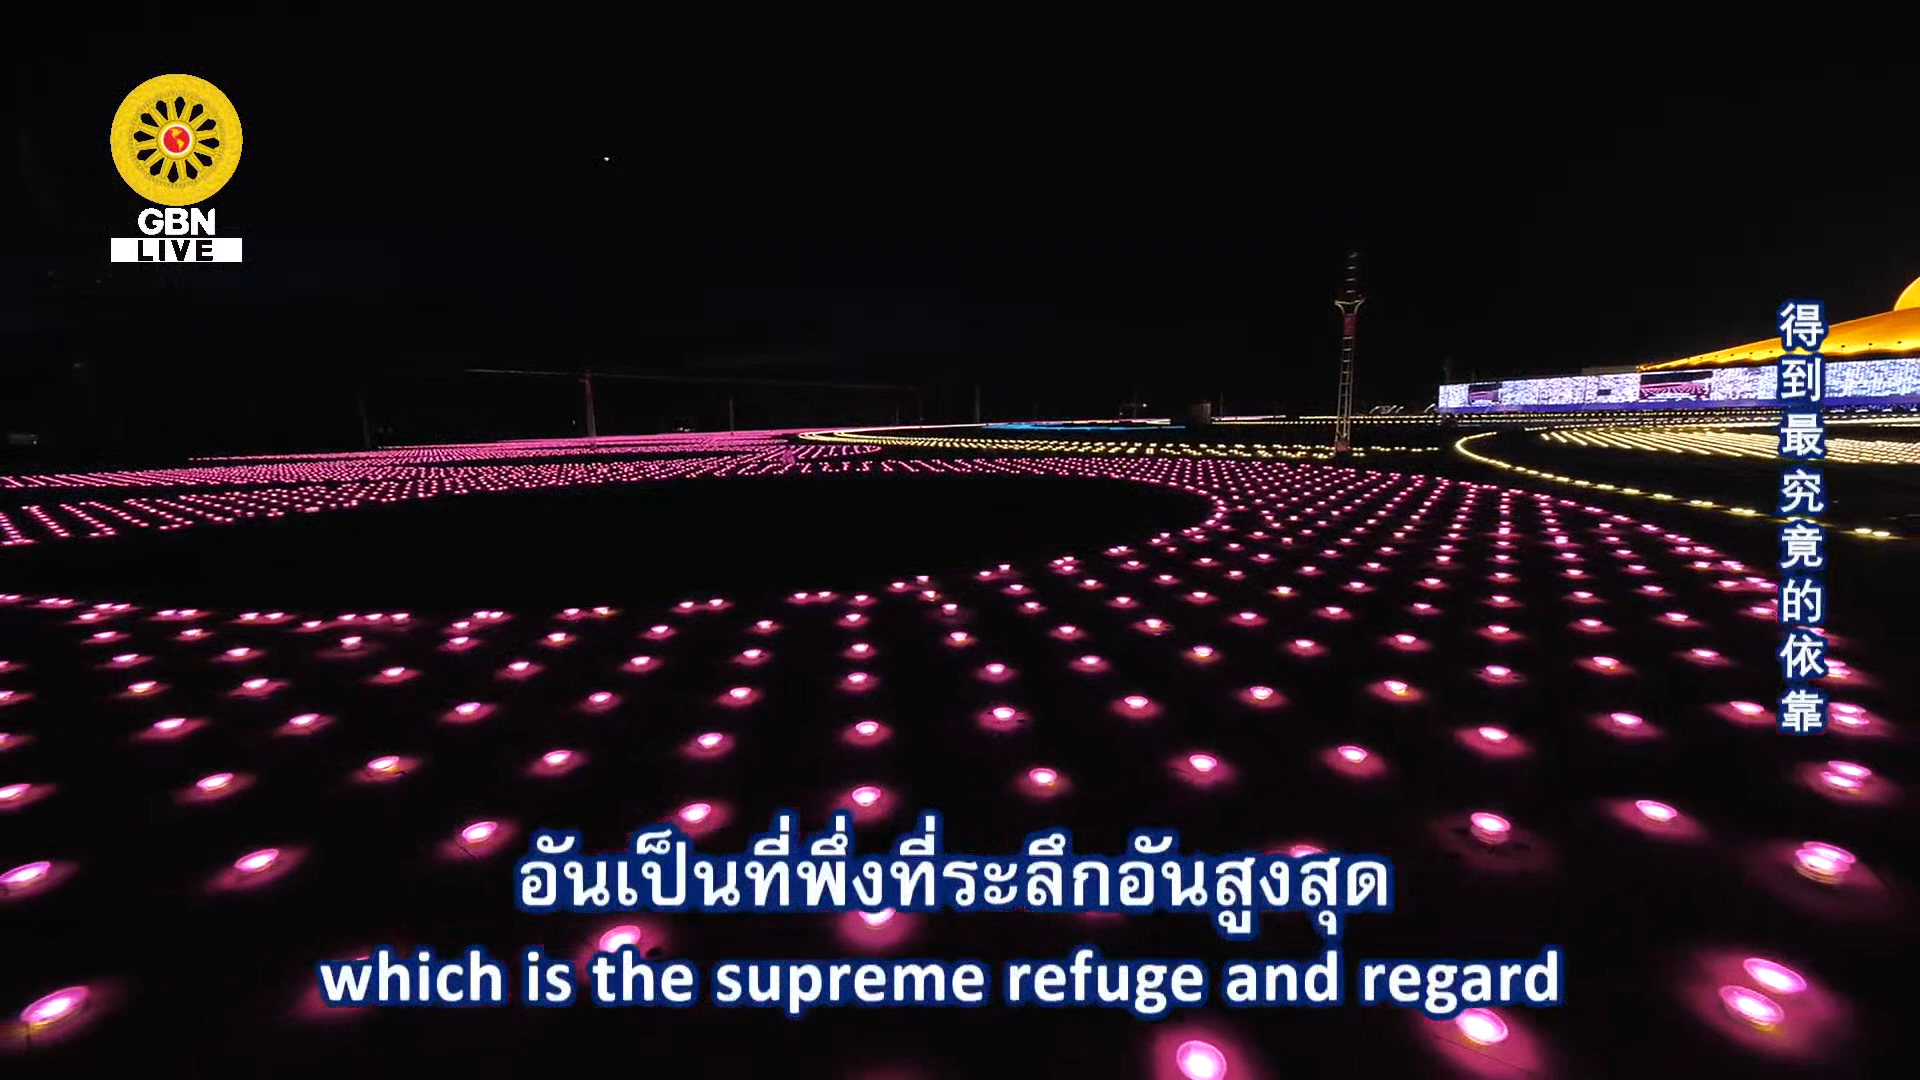 GBN
LIVE
得到最究竟的依靠
อันเป็นที่พึ่งที่ระลึกอันสูงสุด
which is the supreme refuge and regard